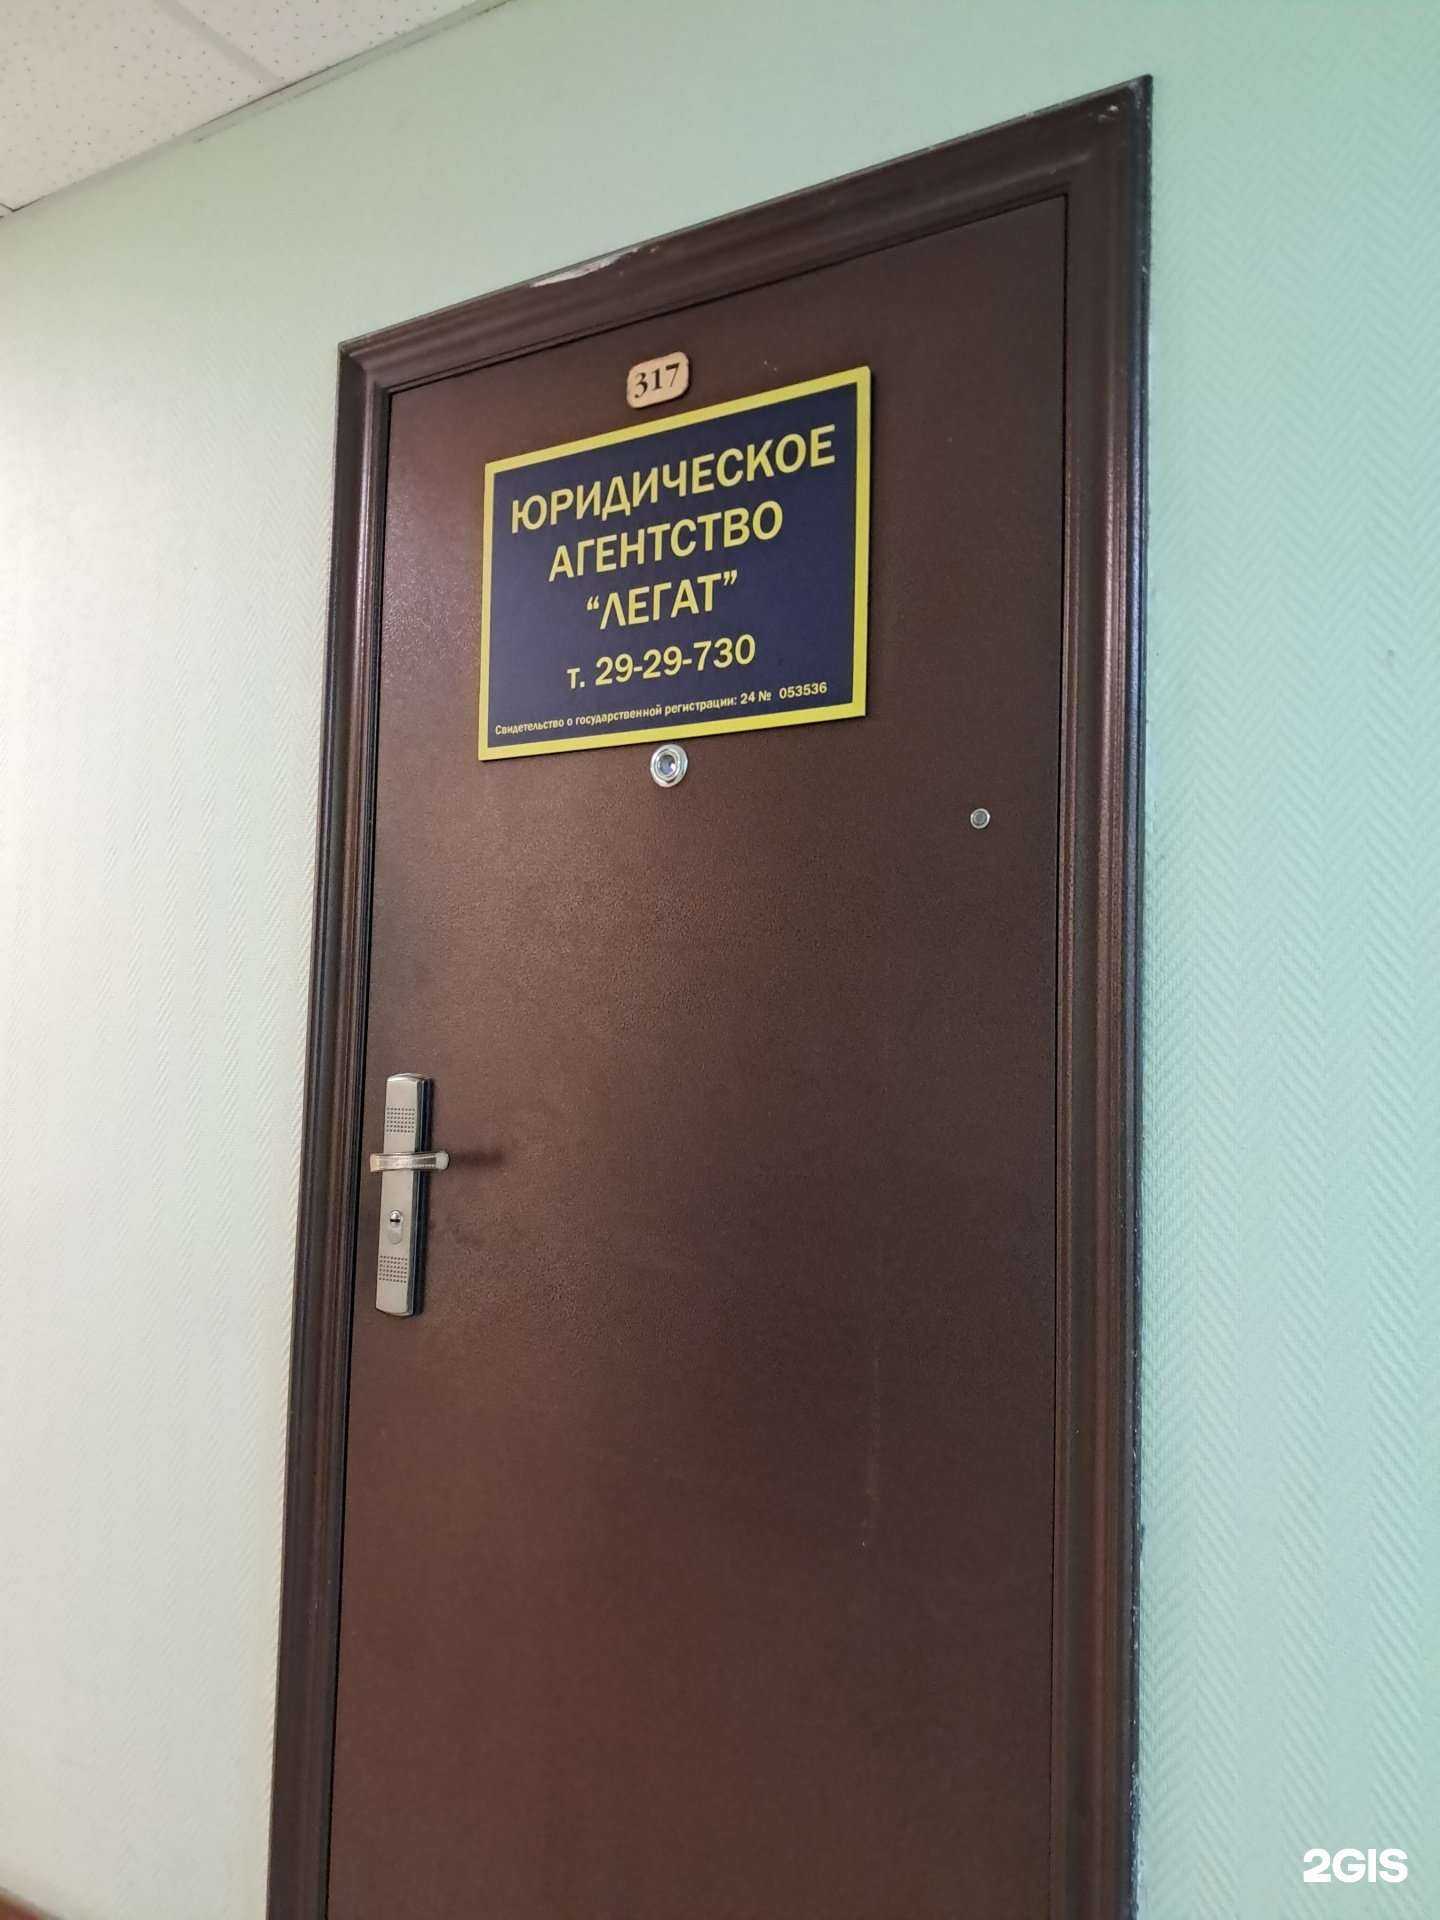 317
ЮРИДИЧЕСКОЕ
АГЕНТСТВО
“ЛЕГАТ”
т. 29-29-730
Свидетельство о государственной регистрации: 24 № 053536
2GIS